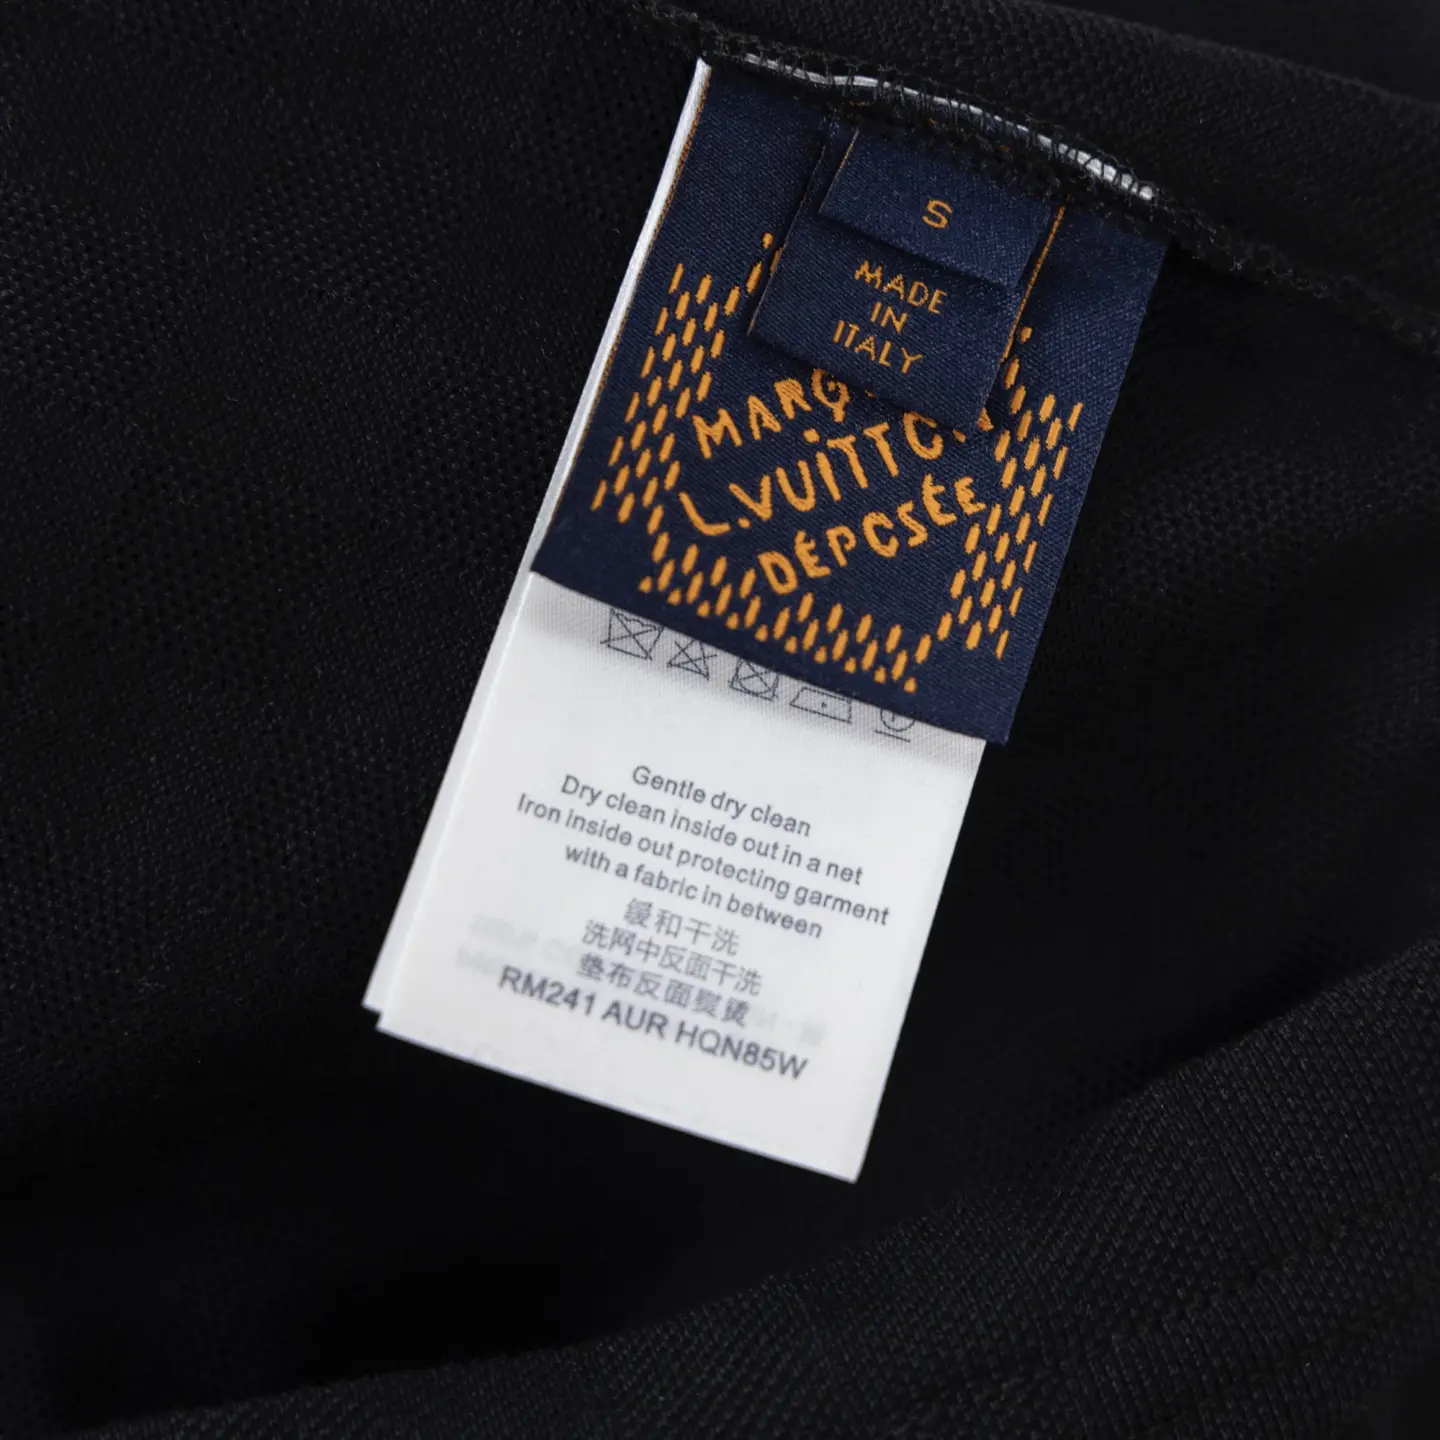 S
MADE
IN
ITALY
L.VUITTON
DÉPOSÉE
Gentle dry clean
Dry clean inside out in a net
Iron inside out protecting garment
with a fabric in between
缓和干洗
洗网中反面干洗
垫布反面熨烫
RM241 AUR HQN85W